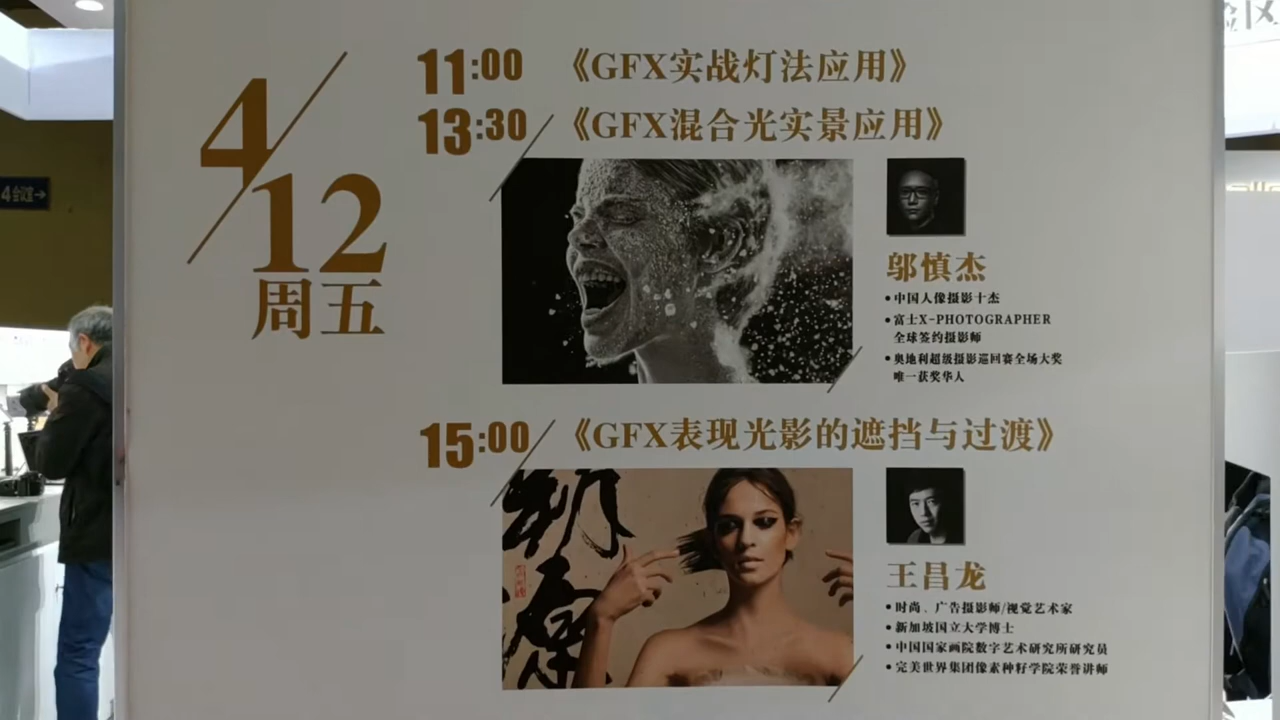 4/12
周五
11:00 《GFX实战灯法应用》
13:30 《GFX混合光实景应用》
邬慎杰
•中国人像摄影十杰
•富士X-PHOTOGRAPHER
全球签约摄影师
•奥地利超级摄影巡回赛全场大奖
唯一获奖华人
15:00 《GFX表现光影的遮挡与过渡》
王昌龙
•时尚、广告摄影师/视觉艺术家
•新加坡国立大学博士
•中国国家画院数字艺术研究所研究员
•完美世界集团像素种籽学院荣誉讲师
4号馆→